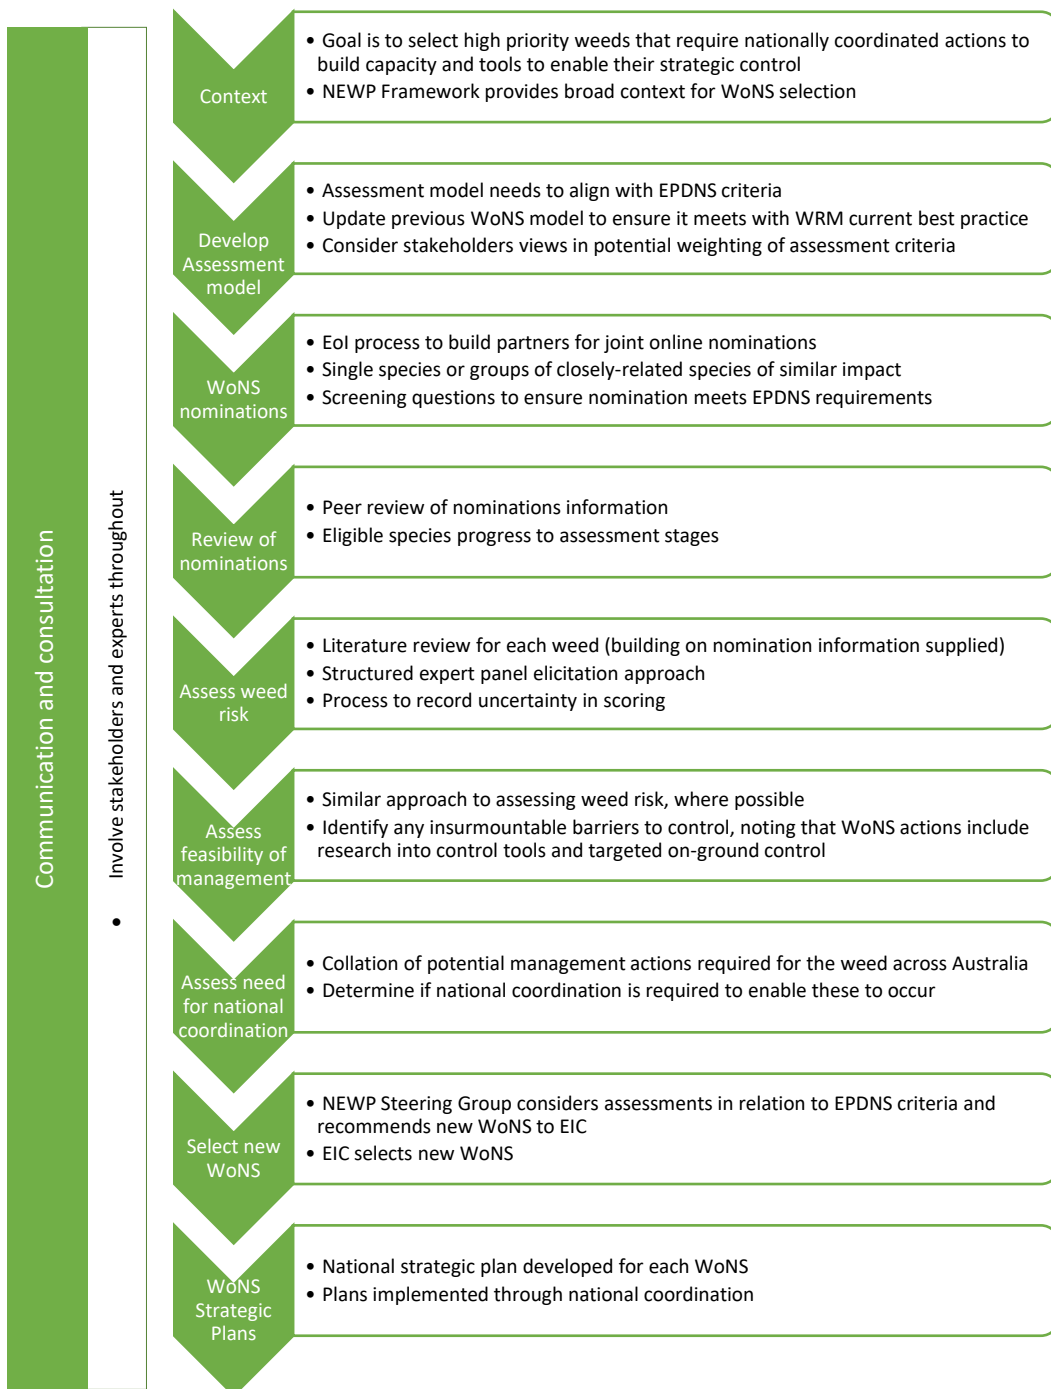 Communication and consultation
• Involve stakeholders and experts throughout
Context
• Goal is to select high priority weeds that require nationally coordinated actions to
build capacity and tools to enable their strategic control
• NEWP Framework provides broad context for WoNS selection
Develop
Assessment
model
• Assessment model needs to align with EPDNS criteria
• Update previous WoNS model to ensure it meets with WRM current best practice
• Consider stakeholders views in potential weighting of assessment criteria
WoNS
nominations
• EoI process to build partners for joint online nominations
• Single species or groups of closely-related species of similar impact
• Screening questions to ensure nomination meets EPDNS requirements
Review of
nominations
• Peer review of nominations information
• Eligible species progress to assessment stages
Assess weed
risk
• Literature review for each weed (building on nomination information supplied)
• Structured expert panel elicitation approach
• Process to record uncertainty in scoring
Assess
feasibility of
management
• Similar approach to assessing weed risk, where possible
• Identify any insurmountable barriers to control, noting that WoNS actions include
research into control tools and targeted on-ground control
Assess need
for national
coordination
• Collation of potential management actions required for the weed across Australia
• Determine if national coordination is required to enable these to occur
Select new
WoNS
• NEWP Steering Group considers assessments in relation to EPDNS criteria and
recommends new WoNS to EIC
• EIC selects new WoNS
WoNS
Strategic
Plans
• National strategic plan developed for each WoNS
• Plans implemented through national coordination